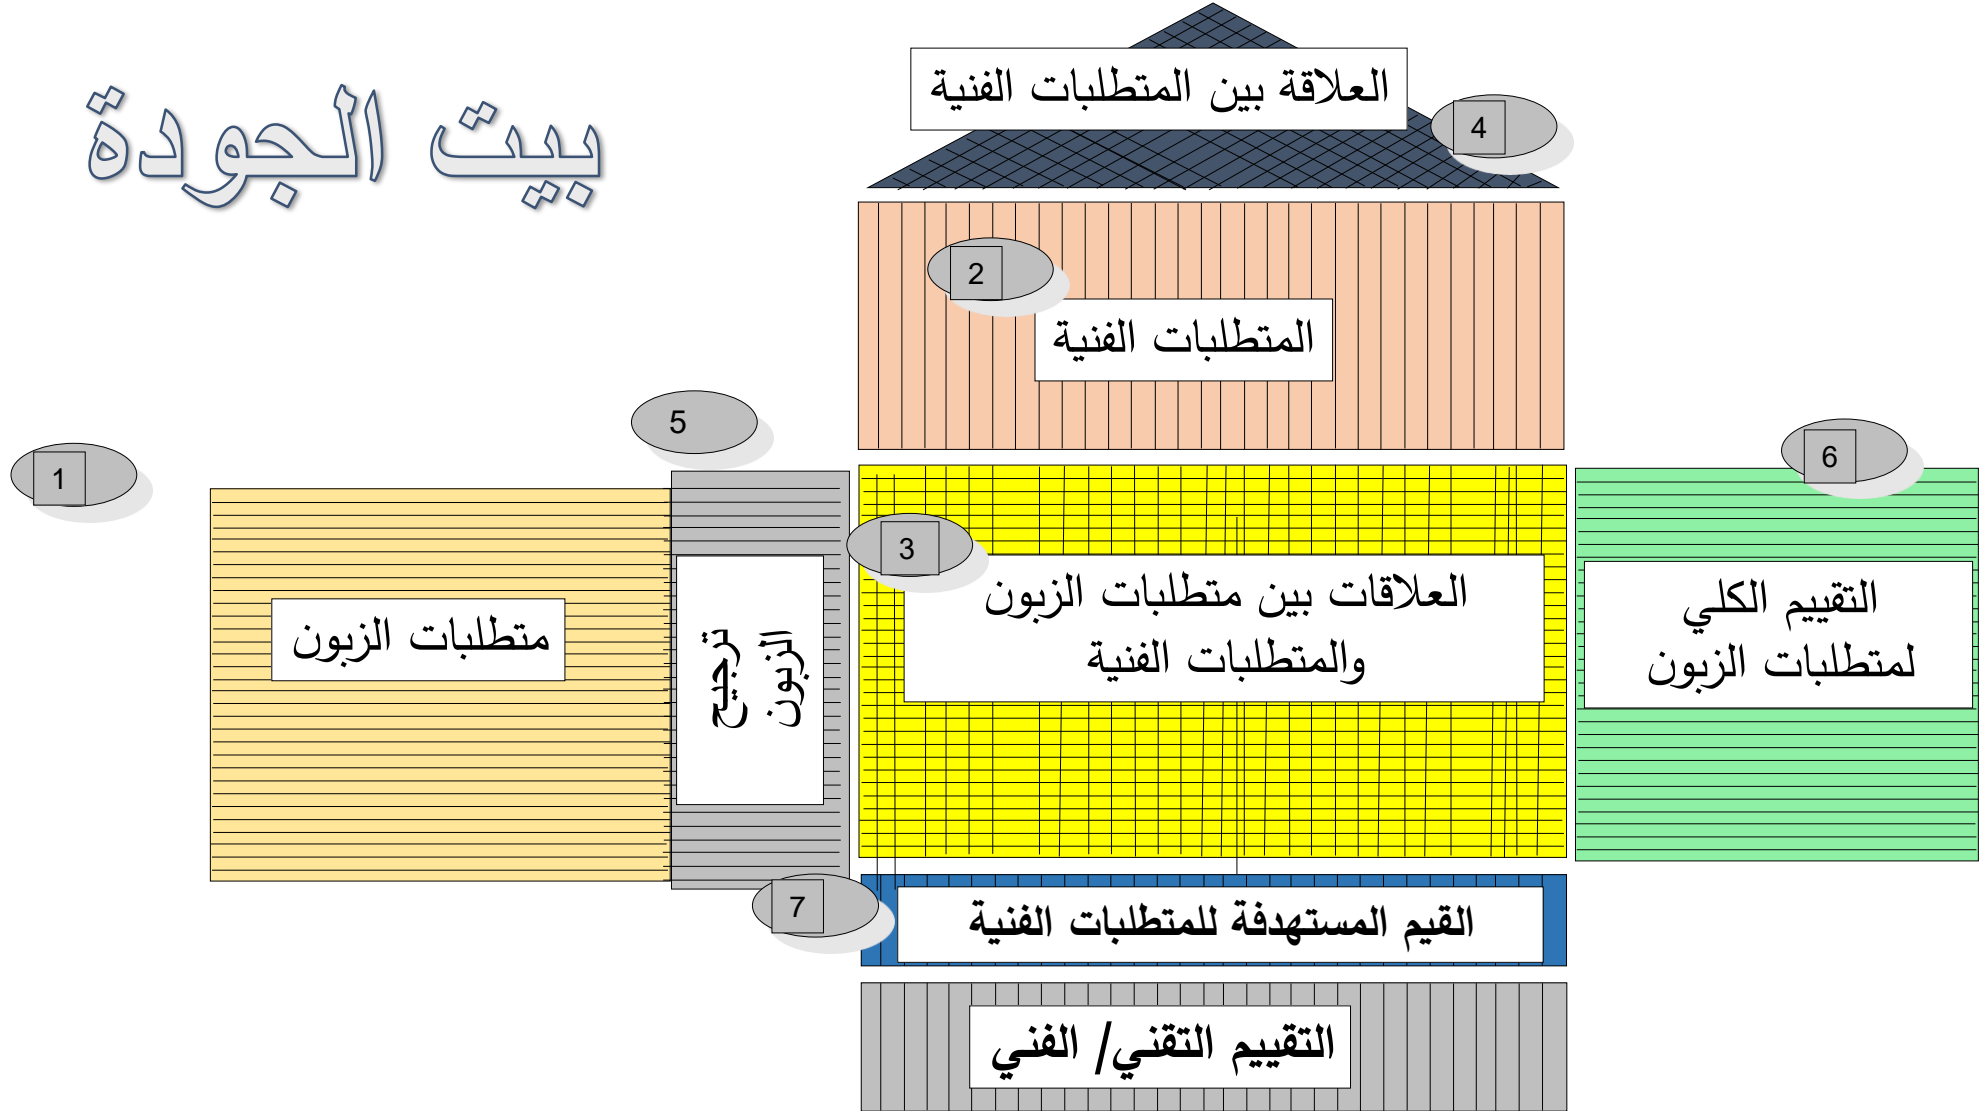 بيت الجودة
العلاقة بين المتطلبات الفنية
4
2
المتطلبات الفنية
5
1
6
3
متطلبات الزبون
ترجيح
الزبون
العلاقات بين متطلبات الزبون
والمتطلبات الفنية
التقييم الكلي
لمتطلبات الزبون
7
القيم المستهدفة للمتطلبات الفنية
التقييم التقني/ الفني